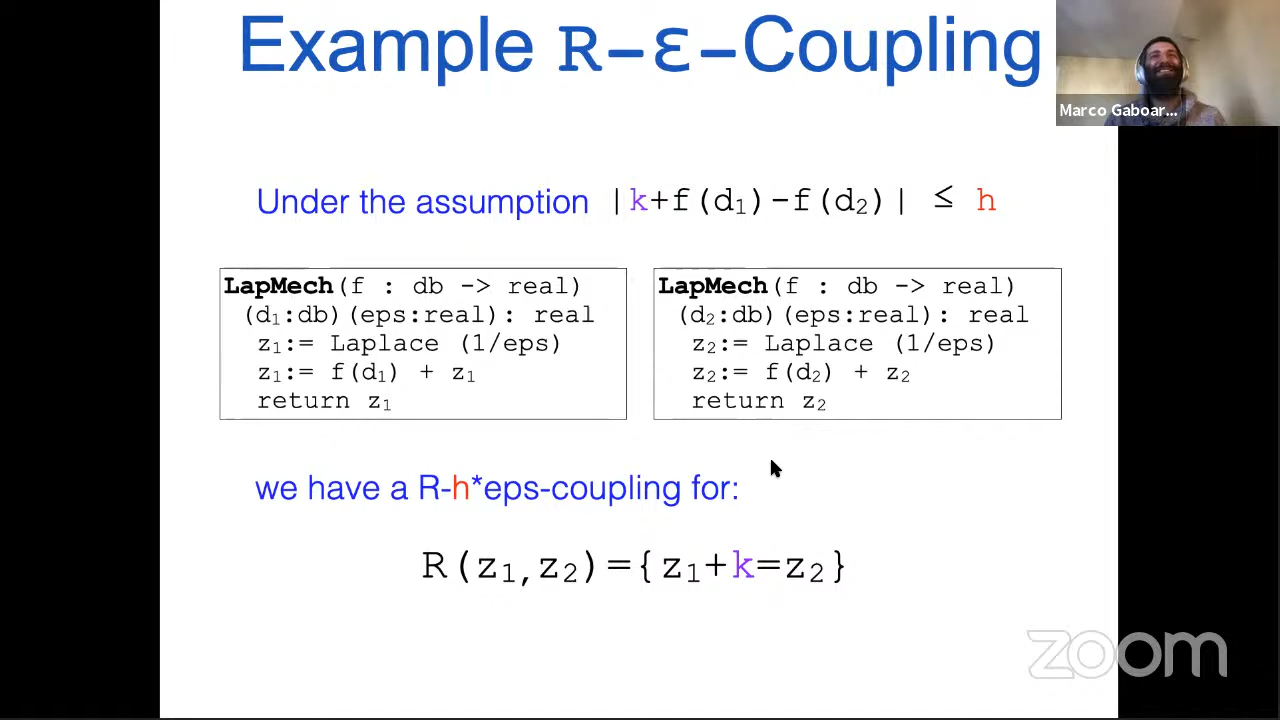 Example R-ε-Coupling
Marco Gaboar...
Under the assumption |k+f(d₁)-f(d₂)| ≤ h
LapMech(f : db -> real)
(d₁:db)(eps:real): real
z₁:= Laplace (1/eps)
z₁:= f(d₁) + z₁
return z₁
LapMech(f : db -> real)
(d₂:db)(eps:real): real
z₂:= Laplace (1/eps)
z₂:= f(d₂) + z₂
return z₂
we have a R-h*eps-coupling for:
R(z₁,z₂)={z₁+k=z₂}
zoom